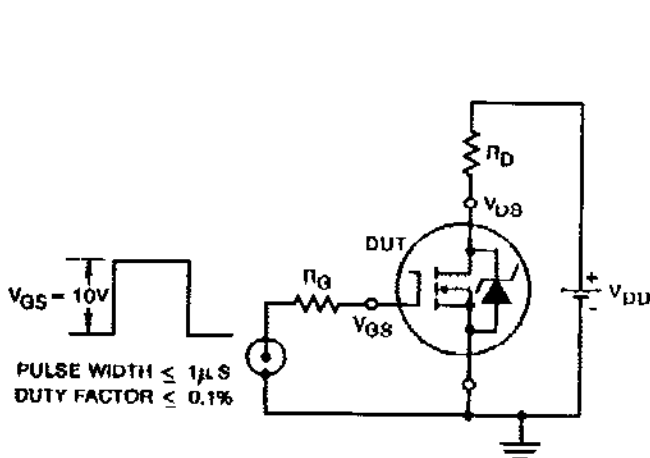 R_D
V_DS
DUT
R_G
V_GS = 10V
V_GS
+
V_DD
-
PULSE WIDTH ≤ 1μS
DUTY FACTOR ≤ 0.1%